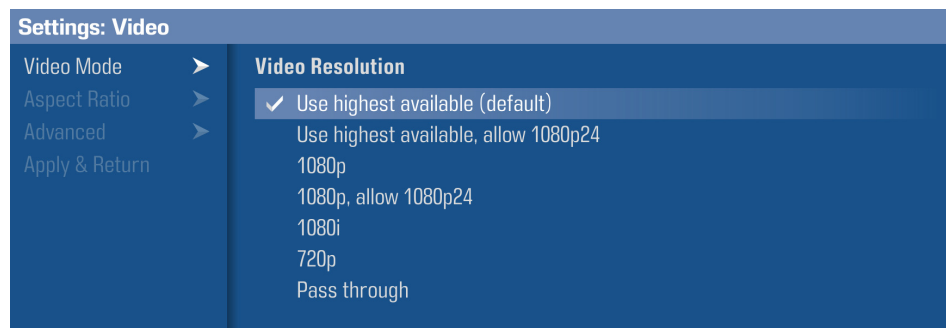 Settings: Video
Video Mode
Aspect Ratio
Advanced
Apply & Return
Video Resolution
Use highest available (default)
Use highest available, allow 1080p24
1080p
1080p, allow 1080p24
1080i
720p
Pass through